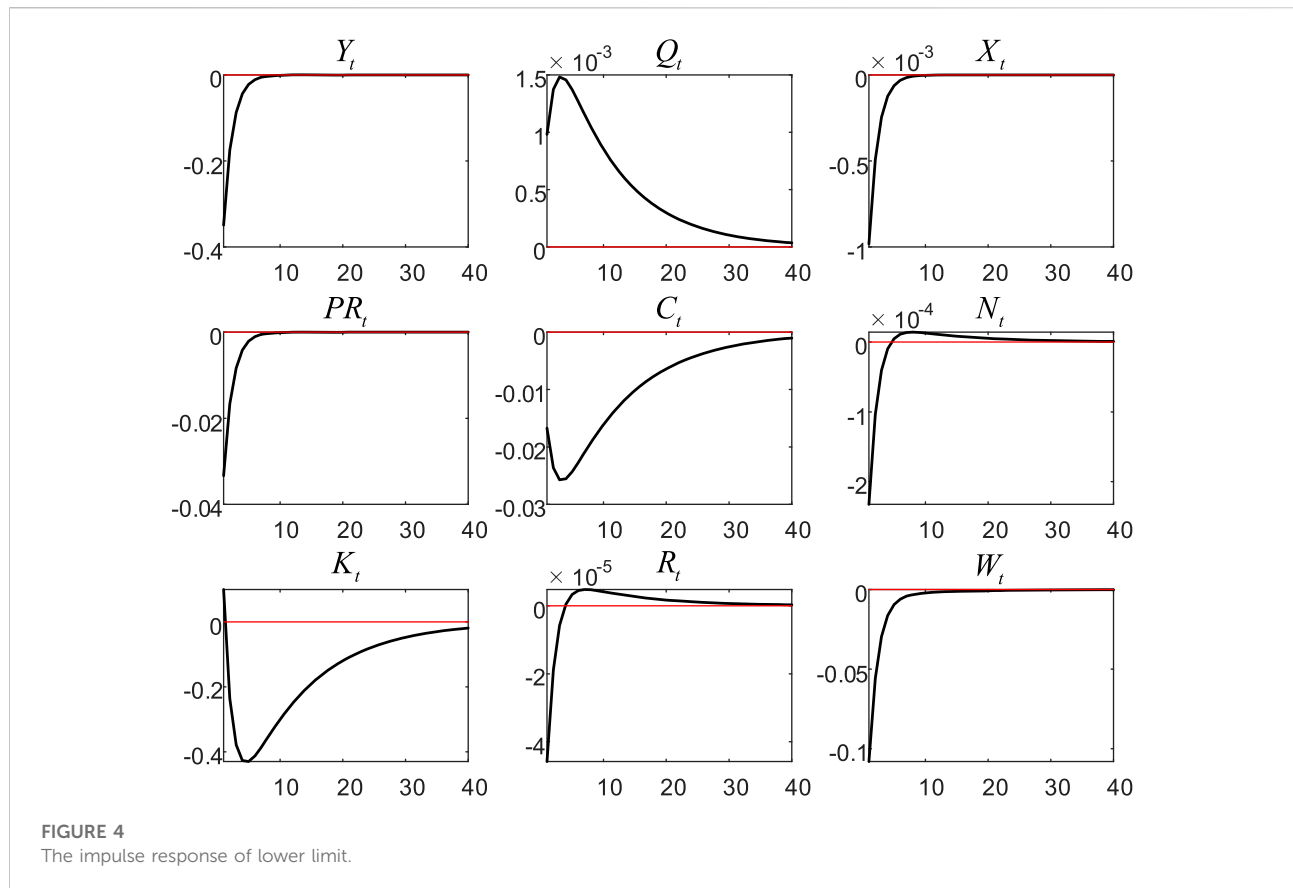 Y_t
Q_t
X_t
0
-0.2
-0.4
10 20 30 40
× 10^-3
1.5
1
0.5
0
10 20 30 40
× 10^-3
0
-0.5
-1
10 20 30 40
PR_t
C_t
N_t
0
-0.02
-0.04
10 20 30 40
0
-0.01
-0.02
-0.03
10 20 30 40
× 10^-4
0
-1
-2
10 20 30 40
K_t
R_t
W_t
0
-0.2
-0.4
10 20 30 40
× 10^-5
0
-2
-4
10 20 30 40
0
-0.05
-0.1
10 20 30 40
FIGURE 4
The impulse response of lower limit.